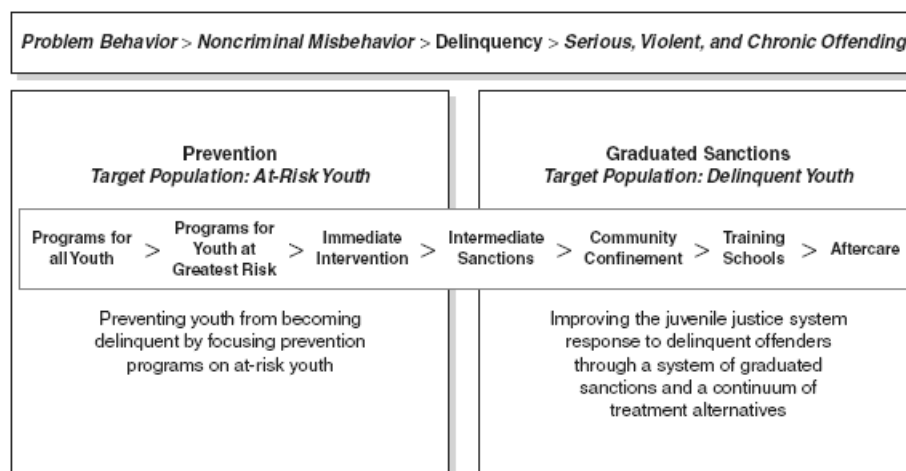 Problem Behavior > Noncriminal Misbehavior > Delinquency > Serious, Violent, and Chronic Offending
Prevention
Target Population: At-Risk Youth
Graduated Sanctions
Target Population: Delinquent Youth
Programs for
all Youth
>
Programs for
Youth at
Greatest Risk
>
Immediate
Intervention
>
Intermediate
Sanctions
>
Community
Confinement
>
Training
Schools
>
Aftercare
Preventing youth from becoming
delinquent by focusing prevention
programs on at-risk youth
Improving the juvenile justice system
response to delinquent offenders
through a system of graduated
sanctions and a continuum of
treatment alternatives